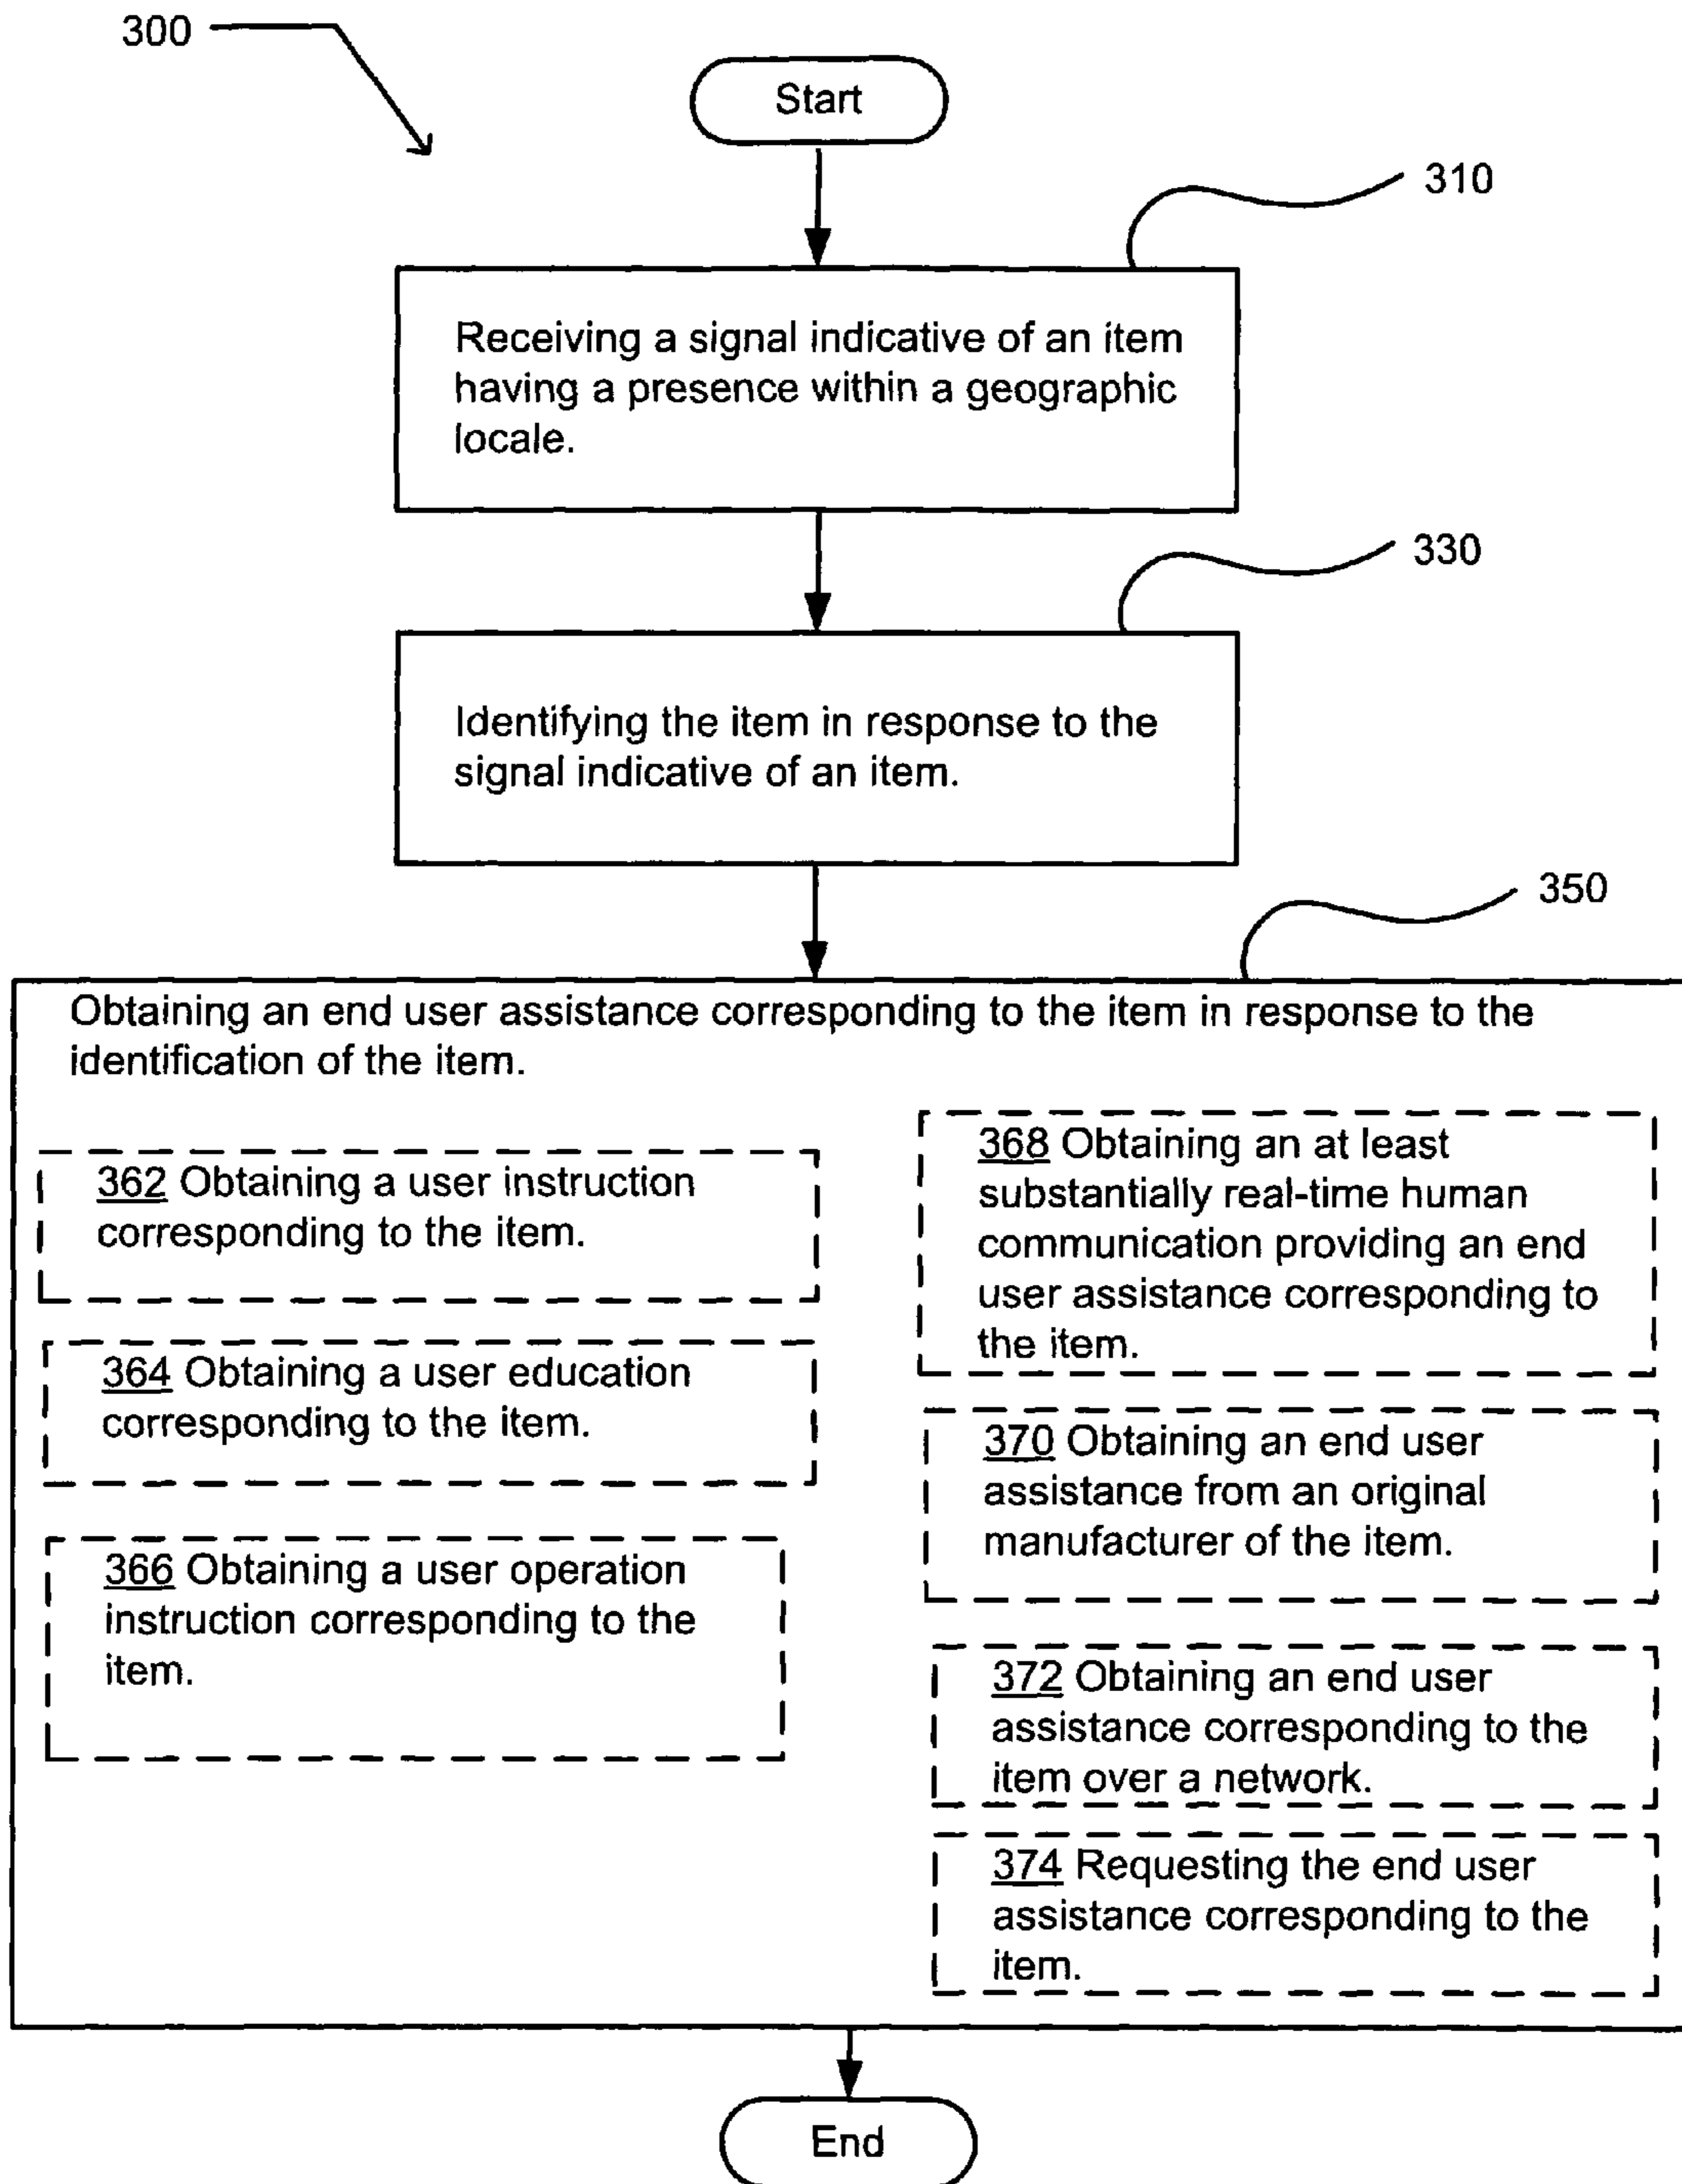 300
Start
310
Receiving a signal indicative of an item
having a presence within a geographic
locale.
330
Identifying the item in response to the
signal indicative of an item.
350
Obtaining an end user assistance corresponding to the item in response to the
identification of the item.
362 Obtaining a user instruction
corresponding to the item.
364 Obtaining a user education
corresponding to the item.
366 Obtaining a user operation
instruction corresponding to the
item.
368 Obtaining an at least
substantially real-time human
communication providing an end
user assistance corresponding to
the item.
370 Obtaining an end user
assistance from an original
manufacturer of the item.
372 Obtaining an end user
assistance corresponding to the
item over a network.
374 Requesting the end user
assistance corresponding to the
item.
End